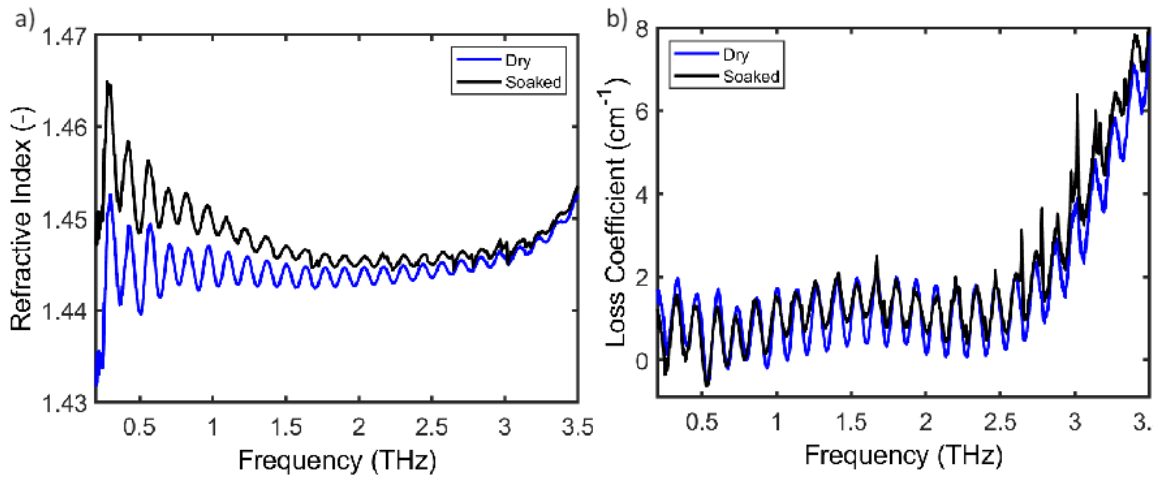 a)
1.47
1.46
1.45
1.44
1.43
Refractive Index (-)
Dry
Soaked
0.5 1 1.5 2 2.5 3 3.5
Frequency (THz)
b)
8
6
4
2
0
Loss Coefficient (cm⁻¹)
Dry
Soaked
0.5 1 1.5 2 2.5 3 3.5
Frequency (THz)